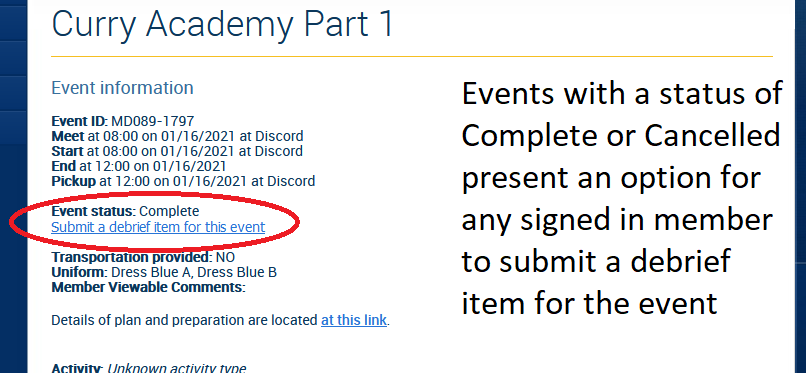 Curry Academy Part 1
Event information
Event ID: MD089-1797
Meet at 08:00 on 01/16/2021 at Discord
Start at 08:00 on 01/16/2021 at Discord
End at 12:00 on 01/16/2021
Pickup at 12:00 on 01/16/2021 at Discord
Event status: Complete
Submit a debrief item for this event
Transportation provided: NO
Uniform: Dress Blue A, Dress Blue B
Member Viewable Comments:
Details of plan and preparation are located at this link.
Activity: Unknown activity type
Events with a status of
Complete or Cancelled
present an option for
any signed in member
to submit a debrief
item for the event